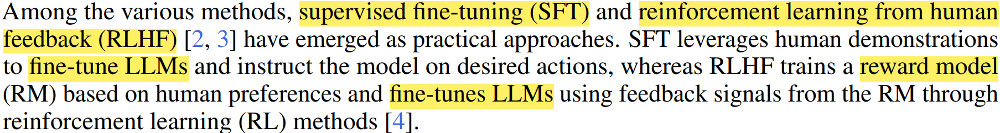 Among the various methods, supervised fine-tuning (SFT) and reinforcement learning from human
feedback (RLHF) [2, 3] have emerged as practical approaches. SFT leverages human demonstrations
to fine-tune LLMs and instruct the model on desired actions, whereas RLHF trains a reward model
(RM) based on human preferences and fine-tunes LLMs using feedback signals from the RM through
reinforcement learning (RL) methods [4].